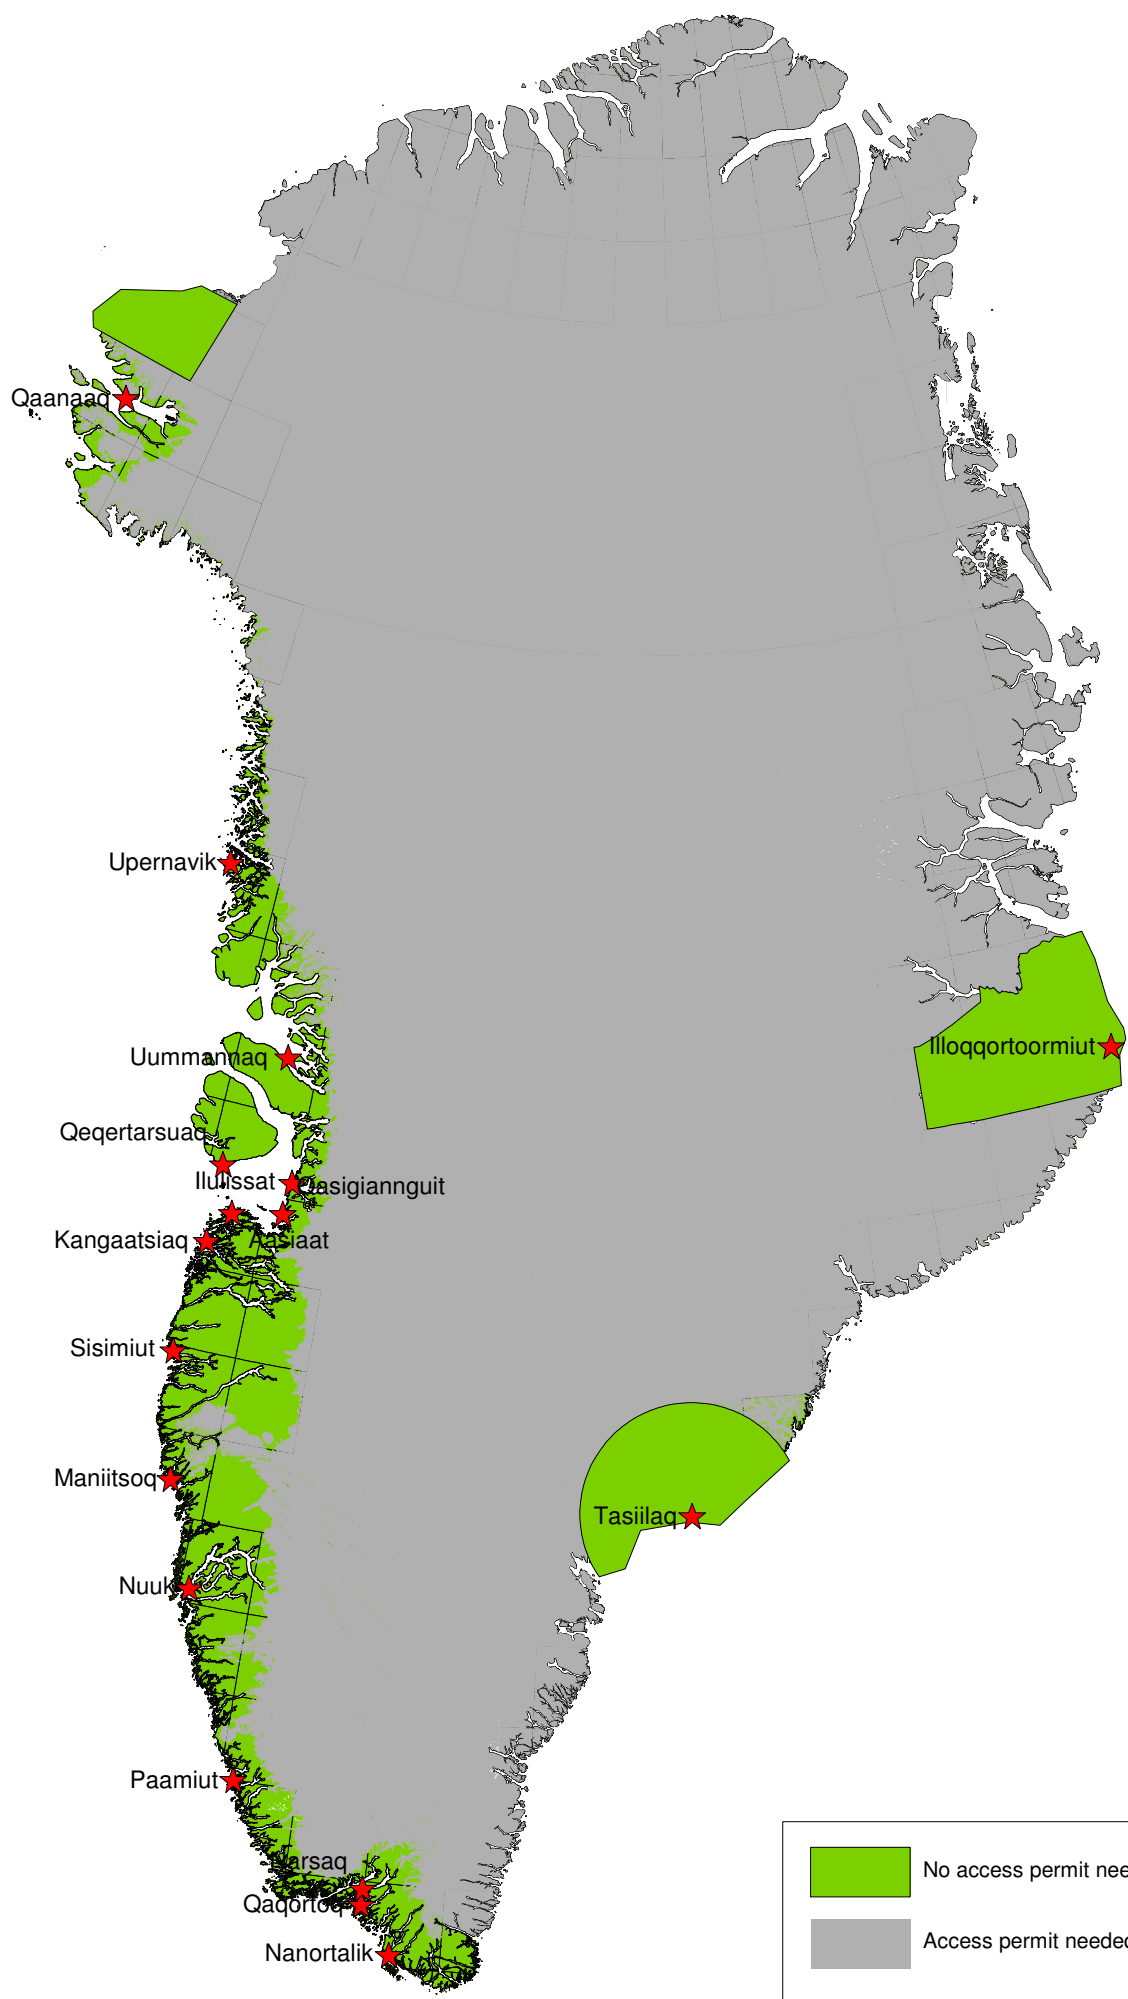 Qaanaaq
Upernavik
Illoqqortoormiut
Uummannaq
Qeqertarsuaq
Ilulissat
Qasigiannguit
Kangaatsiaq
Aasiaat
Sisimiut
Maniitsoq
Tasiilaq
Nuuk
Paamiut
Narsaq
Qaqortoq
Nanortalik
No access permit nee
Access permit needed